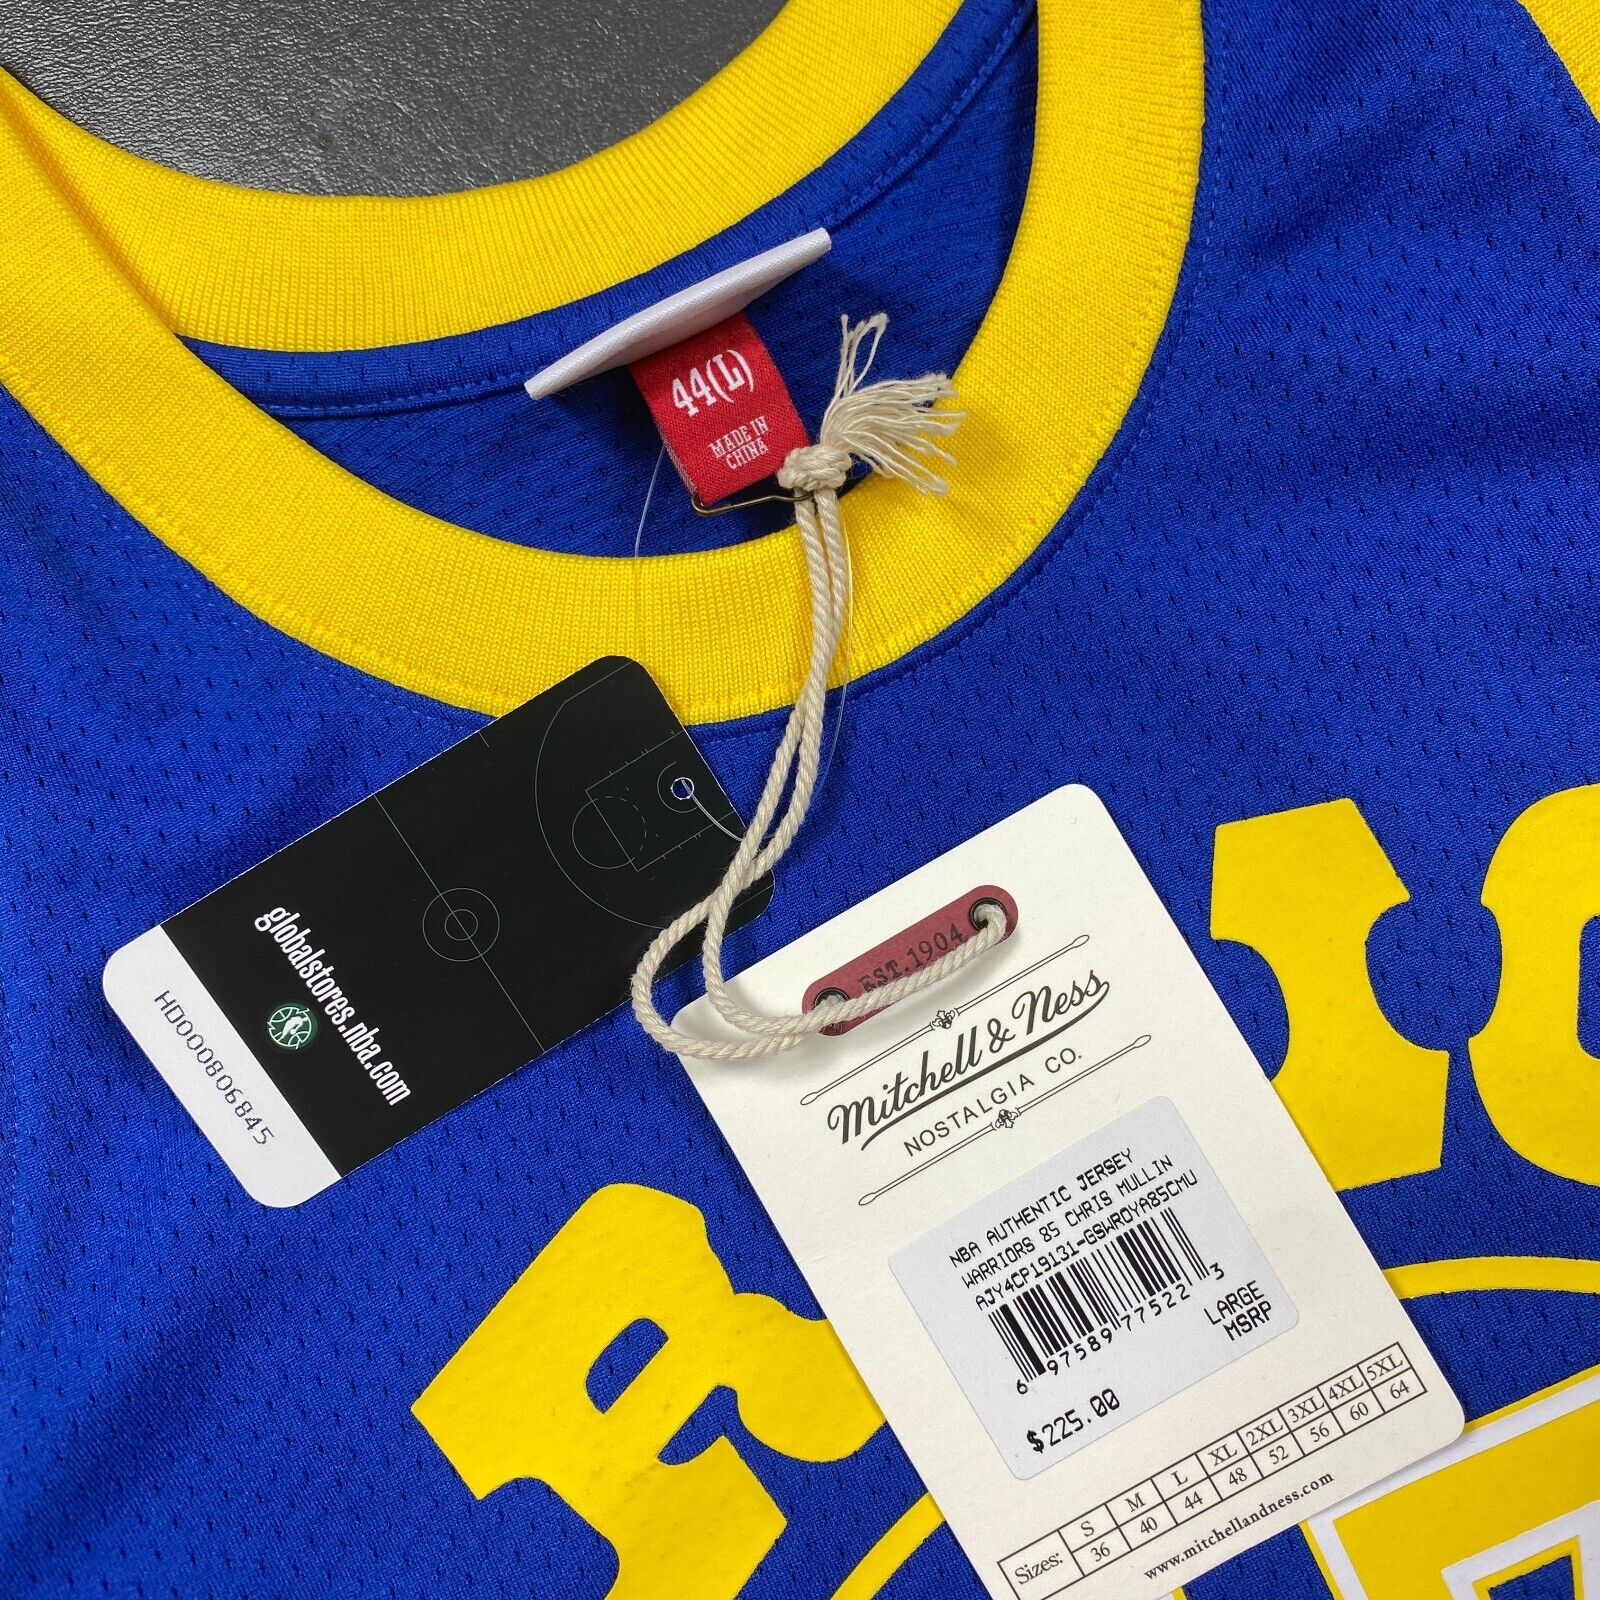 44(L)
MADE IN
CHINA
globalstores.nba.com
HD000806845
EST.1904
Mitchell & Ness
NOSTALGIA CO.
NBA AUTHENTIC JERSEY
WARRIORS 85 CHRIS MULLIN
AJY4CP19131-GSWROYA85CMU
6 97589 77522 3
LARGE
MSRP
$225.00
Sizes: S M L XL 2XL 3XL 4XL 5XL
36 40 44 48 52 56 60 64
www.mitchellandness.com